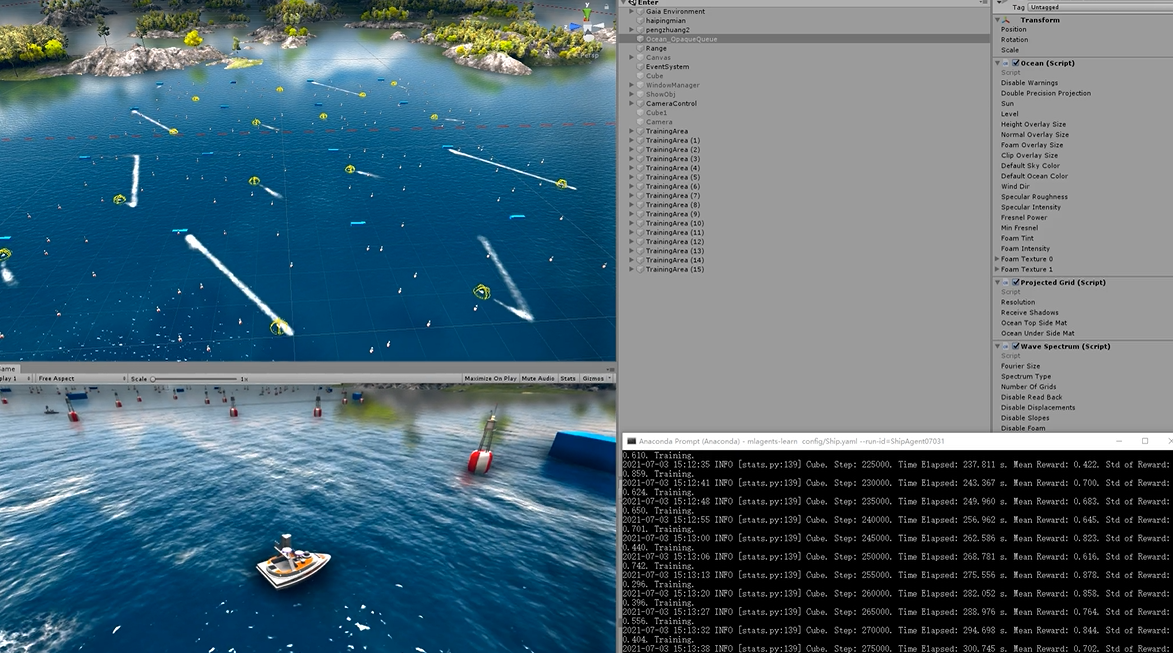 Enter
Gaia Environment
haipingmian
pengzhuang2
Ocean_OpaqueQueue
Range
Canvas
EventSystem
Cube
WindowManager
ShowObj
CameraControl
Cube1
Camera
TrainingArea
TrainingArea (1)
TrainingArea (2)
TrainingArea (3)
TrainingArea (4)
TrainingArea (5)
TrainingArea (6)
TrainingArea (7)
TrainingArea (8)
TrainingArea (9)
TrainingArea (10)
TrainingArea (11)
TrainingArea (12)
TrainingArea (13)
TrainingArea (14)
TrainingArea (15)
Tag Untagged
Transform
Position
Rotation
Scale
Ocean (Script)
Script
Disable Warnings
Double Precision Projection
Sun
Level
Height Overlay Size
Normal Overlay Size
Foam Overlay Size
Clip Overlay Size
Default Sky Color
Default Ocean Color
Wind Dir
Specular Roughness
Specular Intensity
Fresnel Power
Min Fresnel
Foam Tint
Foam Intensity
Foam Texture 0
Foam Texture 1
Projected Grid (Script)
Script
Resolution
Receive Shadows
Ocean Top Side Mat
Ocean Under Side Mat
Wave Spectrum (Script)
Script
Fourier Size
Spectrum Type
Number Of Grids
Disable Read Back
Disable Displacements
Disable Slopes
Disable Foam
y
Persp
ame
play 1 Free Aspect Scale 1x Maximize On Play Mute Audio Stats Gizmos
Anaconda Prompt (Anaconda) - mlagents-learn config/Ship.yaml --run-id=ShipAgent07031
0.610. Training.
2021-07-03 15:12:35 INFO [stats.py:139] Cube. Step: 225000. Time Elapsed: 237.811 s. Mean Reward: 0.422. Std of Reward:
0.859. Training.
2021-07-03 15:12:41 INFO [stats.py:139] Cube. Step: 230000. Time Elapsed: 243.367 s. Mean Reward: 0.700. Std of Reward:
0.624. Training.
2021-07-03 15:12:48 INFO [stats.py:139] Cube. Step: 235000. Time Elapsed: 249.960 s. Mean Reward: 0.683. Std of Reward:
0.650. Training.
2021-07-03 15:12:55 INFO [stats.py:139] Cube. Step: 240000. Time Elapsed: 256.962 s. Mean Reward: 0.645. Std of Reward:
0.701. Training.
2021-07-03 15:13:00 INFO [stats.py:139] Cube. Step: 245000. Time Elapsed: 262.586 s. Mean Reward: 0.823. Std of Reward:
0.440. Training.
2021-07-03 15:13:06 INFO [stats.py:139] Cube. Step: 250000. Time Elapsed: 268.781 s. Mean Reward: 0.616. Std of Reward:
0.742. Training.
2021-07-03 15:13:13 INFO [stats.py:139] Cube. Step: 255000. Time Elapsed: 275.556 s. Mean Reward: 0.878. Std of Reward:
0.296. Training.
2021-07-03 15:13:20 INFO [stats.py:139] Cube. Step: 260000. Time Elapsed: 282.052 s. Mean Reward: 0.858. Std of Reward:
0.396. Training.
2021-07-03 15:13:27 INFO [stats.py:139] Cube. Step: 265000. Time Elapsed: 288.976 s. Mean Reward: 0.764. Std of Reward:
0.556. Training.
2021-07-03 15:13:32 INFO [stats.py:139] Cube. Step: 270000. Time Elapsed: 294.698 s. Mean Reward: 0.844. Std of Reward:
0.404. Training.
2021-07-03 15:13:38 INFO [stats.py:139] Cube. Step: 275000. Time Elapsed: 300.745 s. Mean Reward: 0.702. Std of Reward: